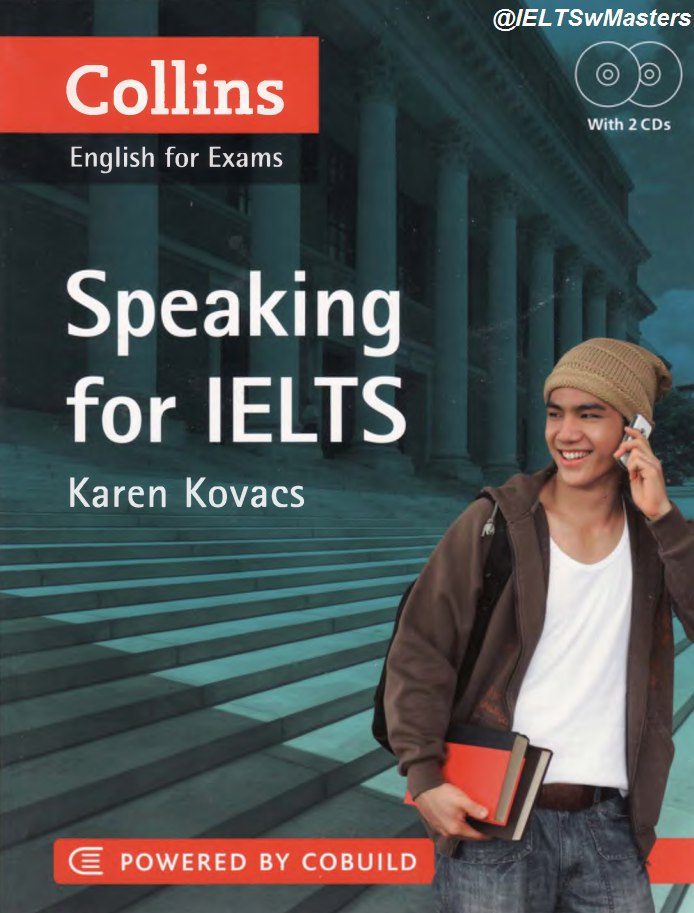 @IELTSwMasters
Collins
With 2 CDs
English for Exams
Speaking
for IELTS
Karen Kovacs
POWERED BY COBUILD